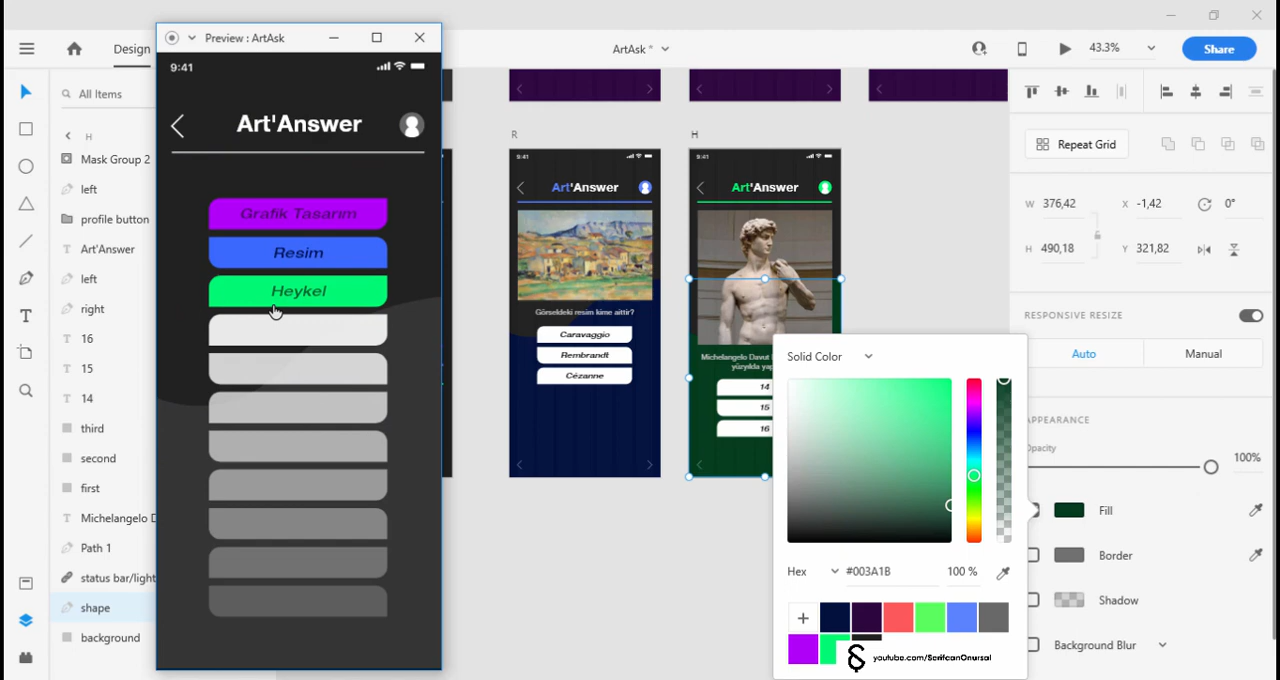 Preview : ArtAsk
Design
ArtAsk *
43.3%
Share
9:41
Art'Answer
Grafik Tasarım
Resim
Heykel
All Items
H
Mask Group 2
left
profile button
Art'Answer
left
right
16
15
14
third
second
first
Michelangelo D
Path 1
status bar/light
shape
background
R
9:41
Art'Answer
Görseldeki resim kime aittir?
Caravaggio
Rembrandt
Cézanne
H
9:41
Art'Answer
Michelangelo Davut
yüzyılda yap
14
15
16
Solid Color
Hex
#003A1B
100 %
youtube.com/SerifcanOnursal
Repeat Grid
W 376,42 X -1,42 0°
H 490,18 Y 321,82
RESPONSIVE RESIZE
Auto
Manual
APPEARANCE
Opacity
100%
Fill
Border
Shadow
Background Blur